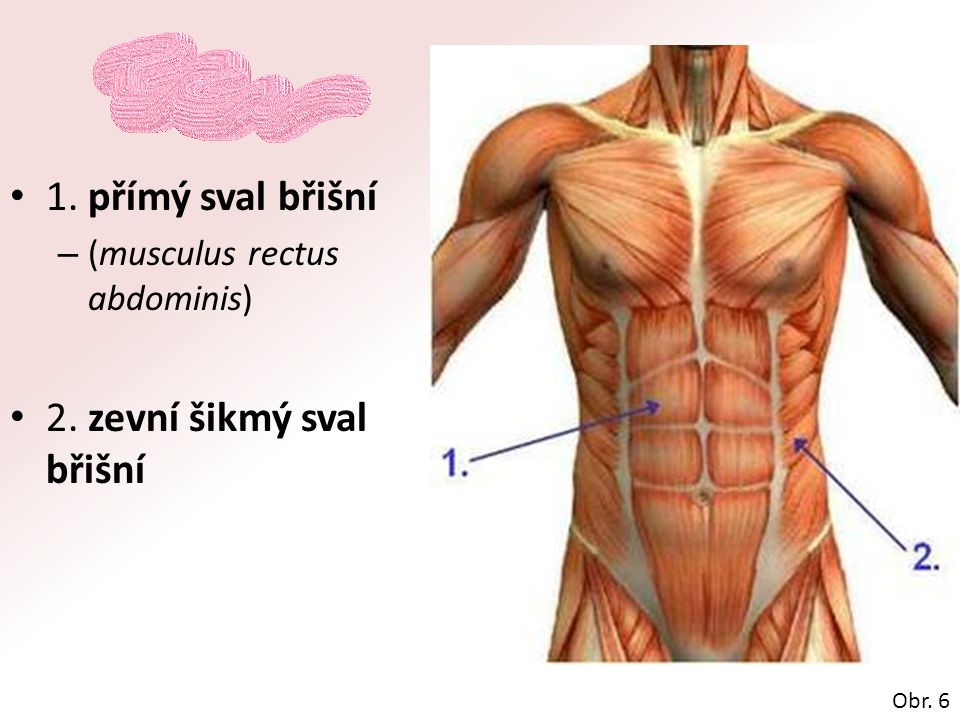 • 1. přímý sval břišní
– (musculus rectus
abdominis)
• 2. zevní šikmý sval
břišní
1.
2.
Obr. 6